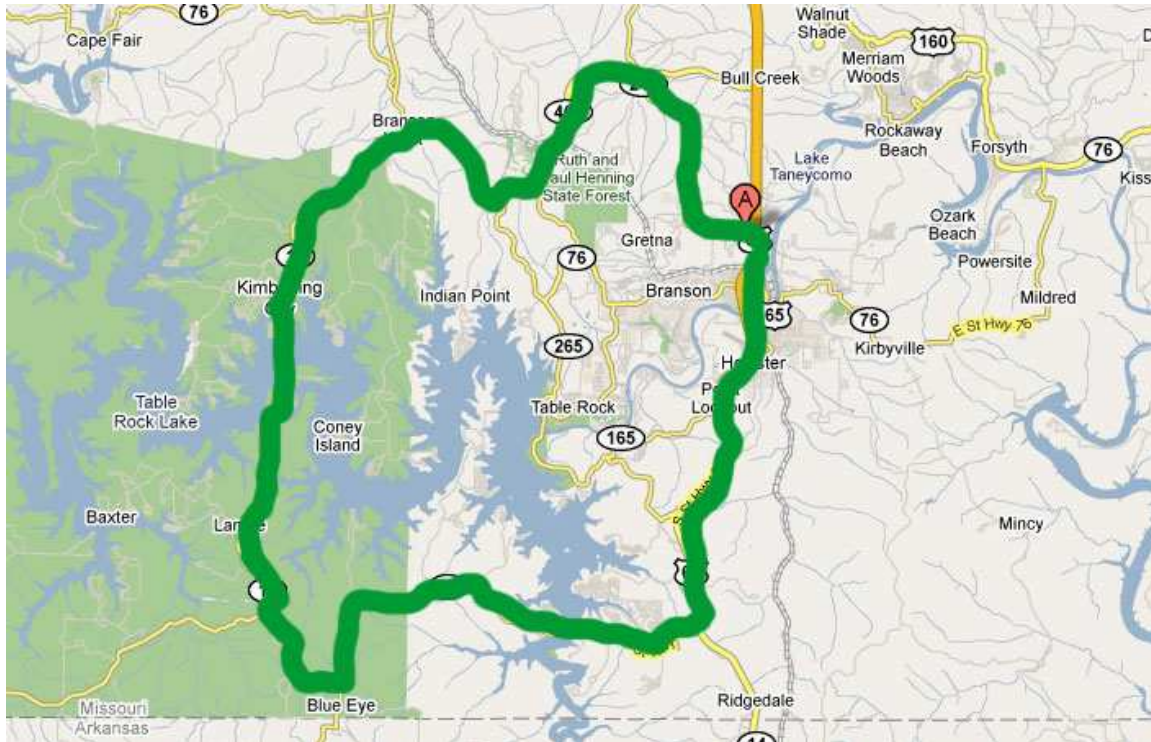 76
Cape Fair
Walnut
Shade
160
Merriam
Woods
Bull Creek
Rockaway
Beach
Forsyth
76
Lake
Taneycomo
Ruth and
Paul Henning
State Forest
A
Ozark
Beach
Gretna
76
Powersite
Indian Point
Branson
65
Mildred
76
E St Hwy 76
Kirbyville
265
Table
Rock Lake
Coney
Island
Table Rock
165
Baxter
Mincy
Ridgedale
Blue Eye
Missouri
Arkansas